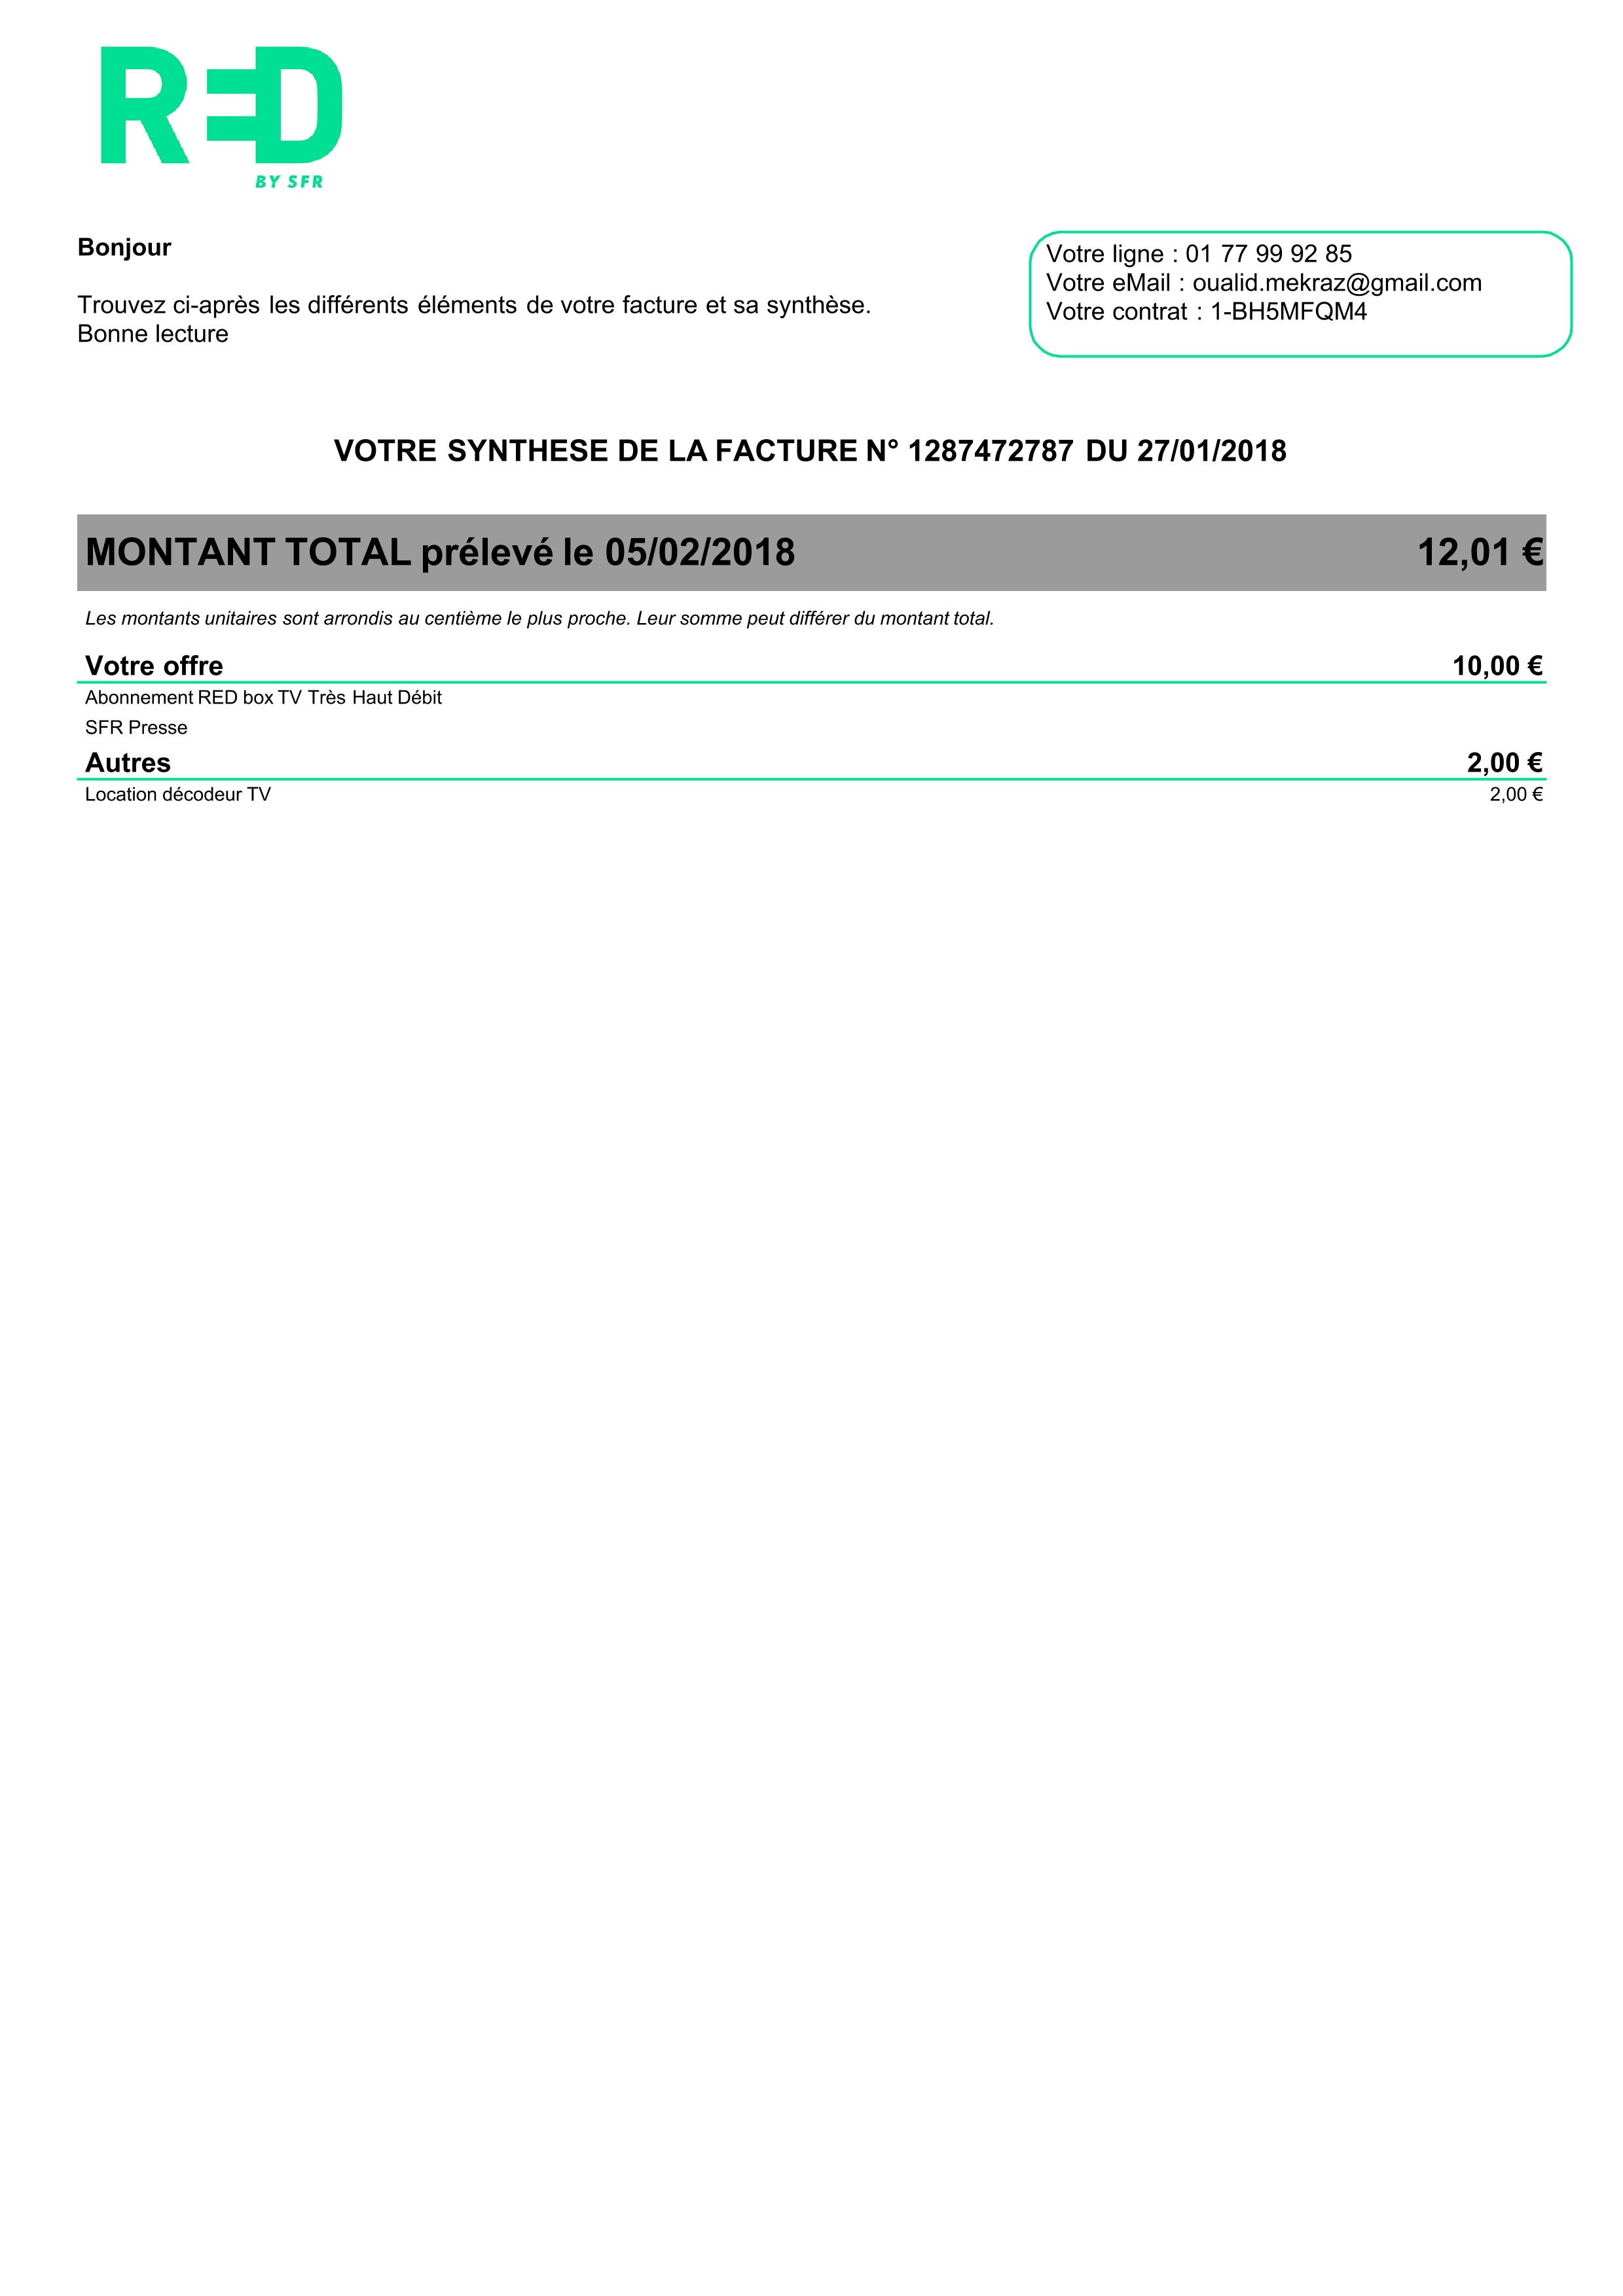 RED
BY SFR
Bonjour
Trouvez ci-après les différents éléments de votre facture et sa synthèse.
Bonne lecture
Votre ligne : 01 77 99 92 85
Votre eMail : oualid.mekraz@gmail.com
Votre contrat : 1-BH5MFQM4
VOTRE SYNTHESE DE LA FACTURE N° 1287472787 DU 27/01/2018
MONTANT TOTAL prélevé le 05/02/2018 12,01 €
Les montants unitaires sont arrondis au centième le plus proche. Leur somme peut différer du montant total.
Votre offre 10,00 €
Abonnement RED box TV Très Haut Débit
SFR Presse
Autres 2,00 €
Location décodeur TV 2,00 €